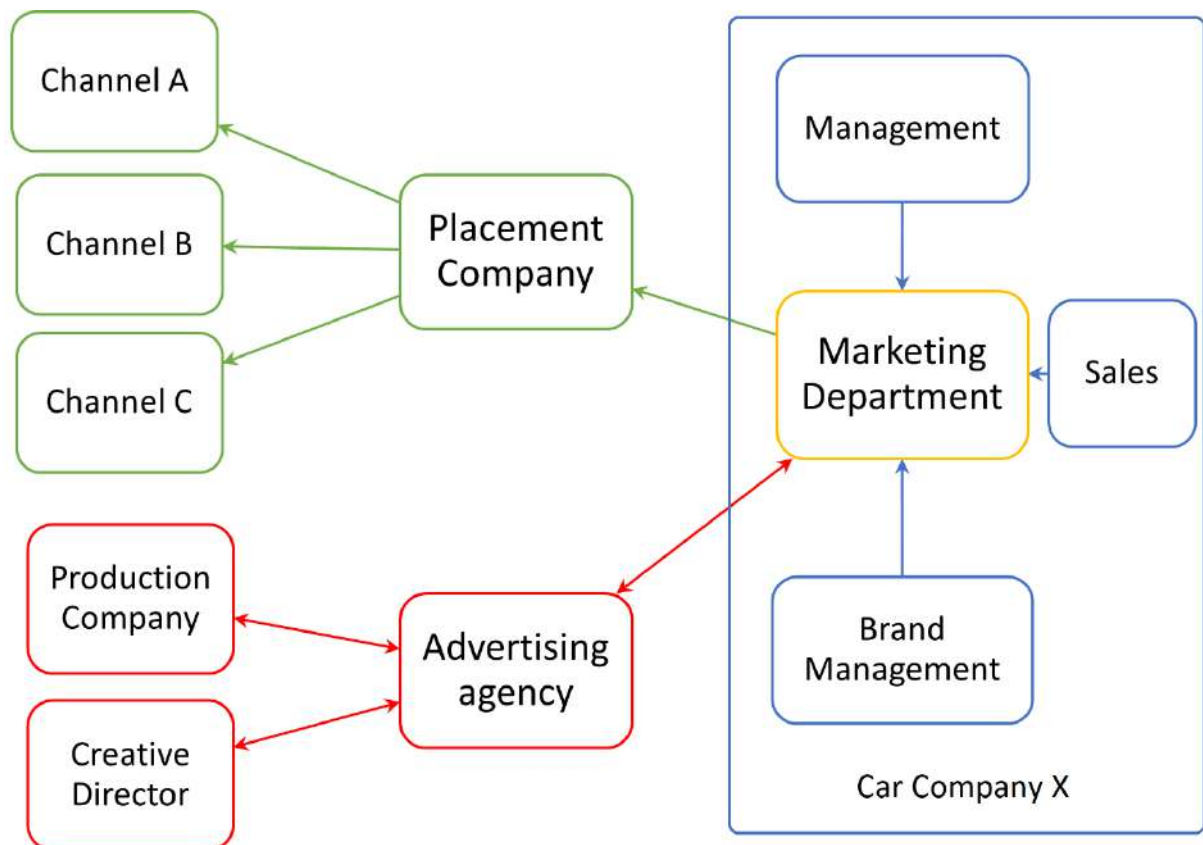 Channel A
Channel B
Channel C
Placement
Company
Management
Marketing
Department
Sales
Brand
Management
Car Company X
Production
Company
Creative
Director
Advertising
agency